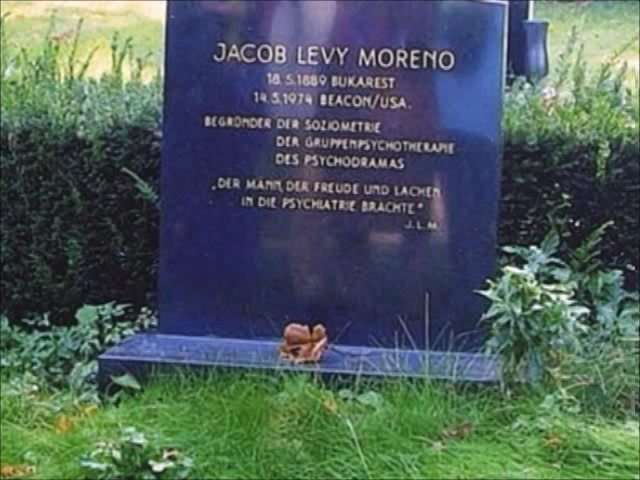 JACOB LEVY MORENO
18.5.1889 BUKAREST
14.5.1974 BEACON/USA.
BEGRÜNDER DER SOZIOMETRIE
DER GRUPPENPSYCHOTHERAPIE
DES PSYCHODRAMAS
„DER MANN, DER FREUDE UND LACHEN
IN DIE PSYCHIATRIE BRACHTE"
J.L.M.